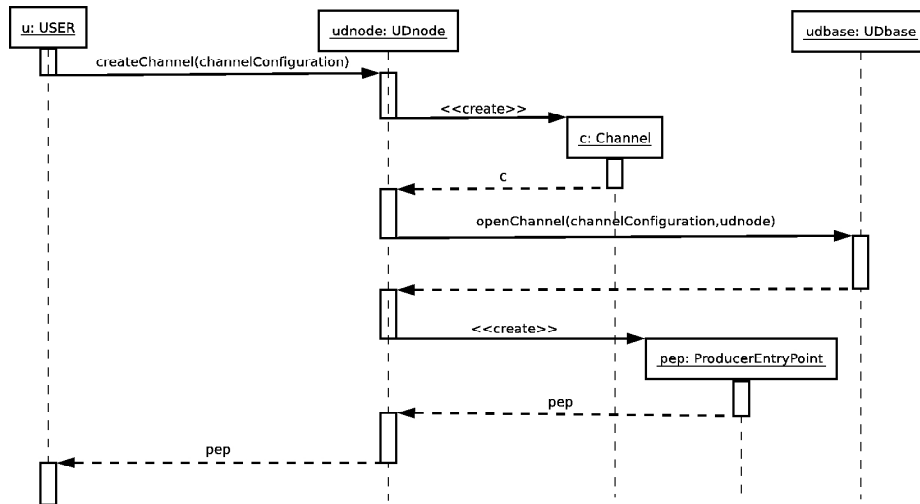 u: USER
udnode: UDnode
udbase: UDbase
createChannel(channelConfiguration)
<<create>>
c: Channel
c
openChannel(channelConfiguration,udnode)
<<create>>
pep: ProducerEntryPoint
pep
pep